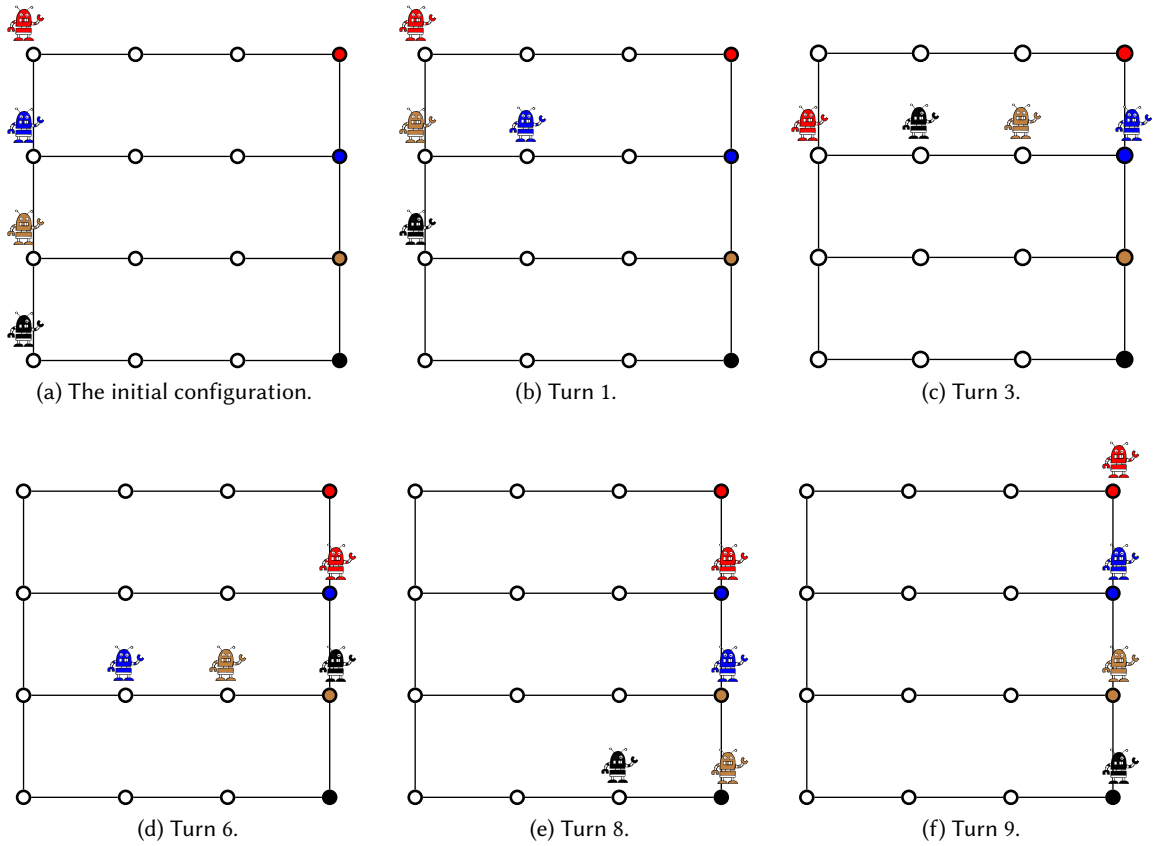 (a) The initial configuration.
(b) Turn 1.
(c) Turn 3.
(d) Turn 6.
(e) Turn 8.
(f) Turn 9.